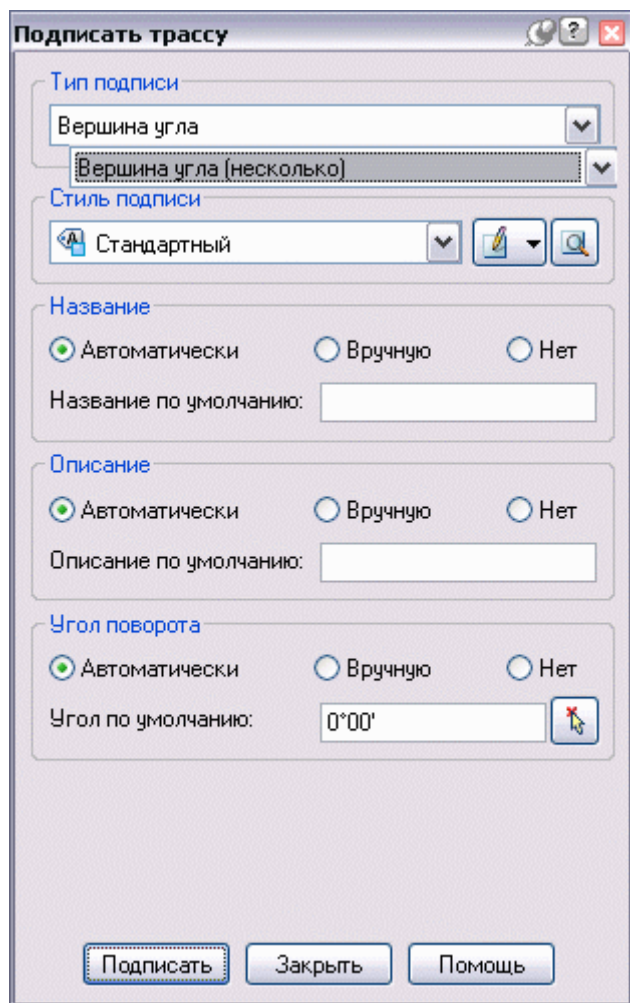 Подписать трассу
Тип подписи
Вершина угла
Вершина угла (несколько)
Стиль подписи
Стандартный
Название
Автоматически Вручную Нет
Название по умолчанию:
Описание
Автоматически Вручную Нет
Описание по умолчанию:
Угол поворота
Автоматически Вручную Нет
Угол по умолчанию: 0°00'
Подписать Закрыть Помощь